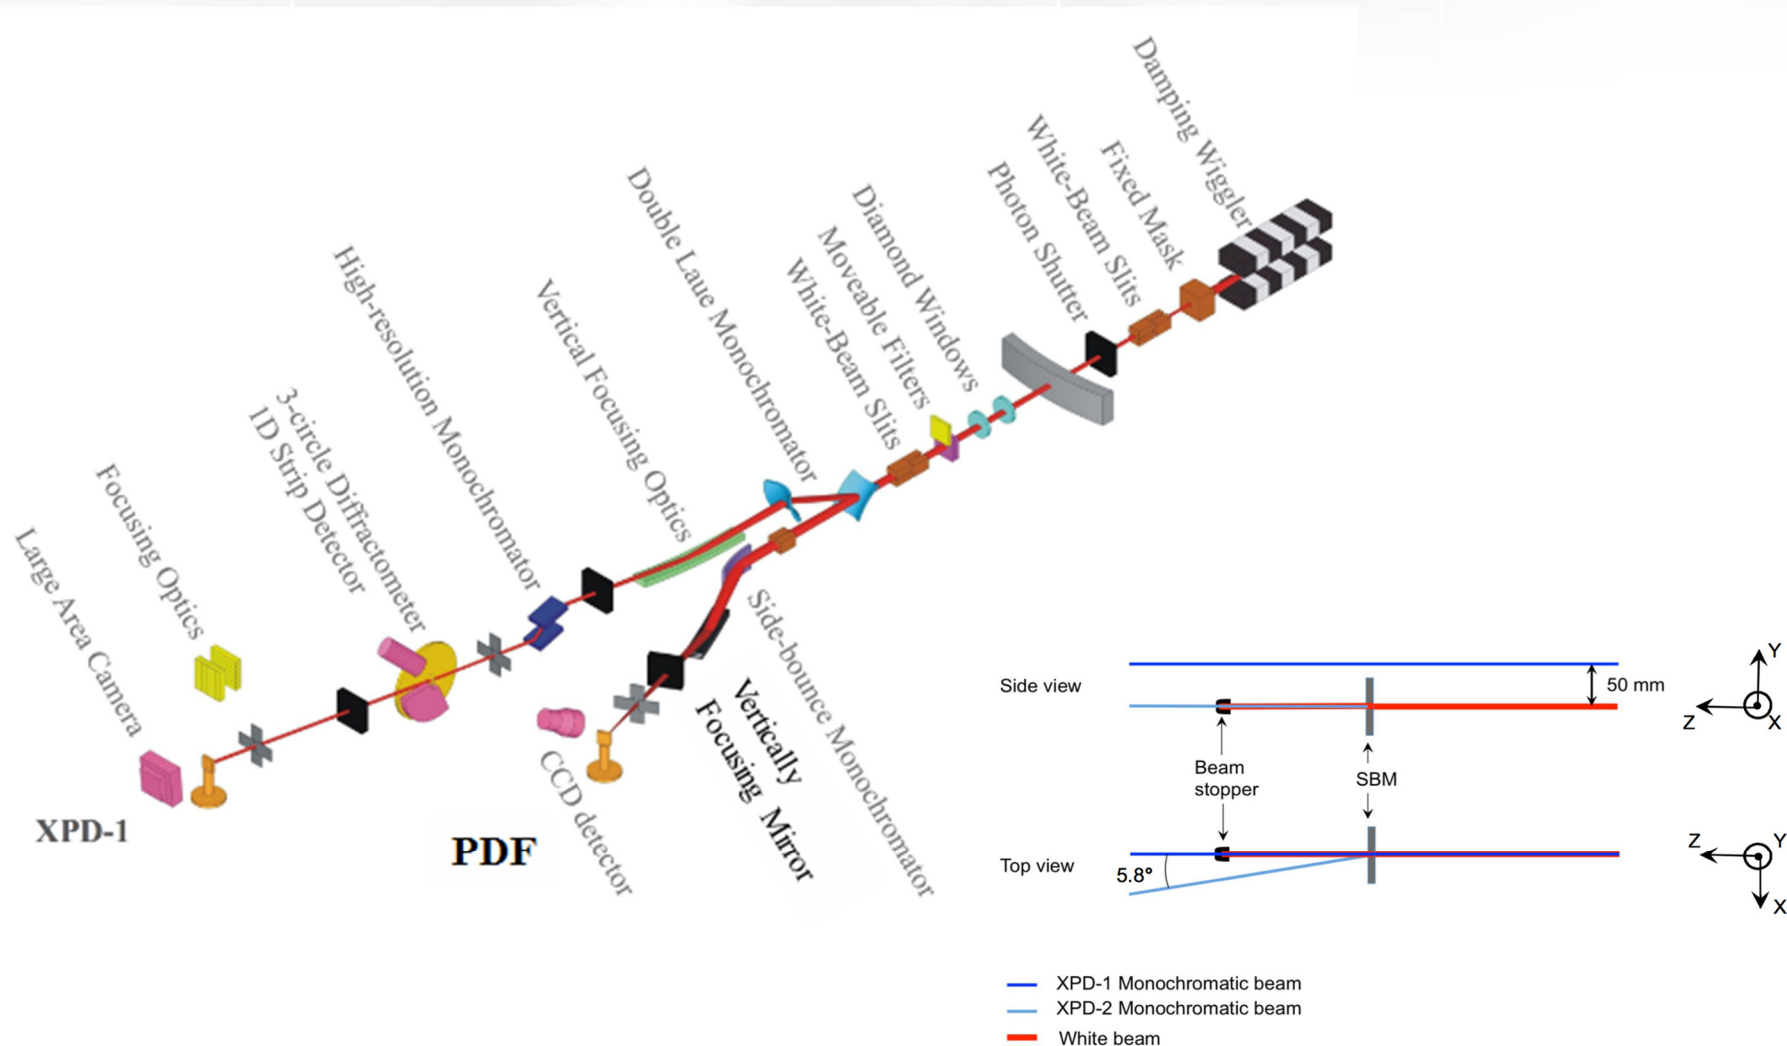 Damping Wiggler
Fixed Mask
White-Beam Slits
Photon Shutter
Diamond Windows
Moveable Filters
White-Beam Slits
Double Laue Monochromator
Vertical Focusing Optics
High-resolution Monochromator
3-circle Diffractometer
1D Strip Detector
Focusing Optics
Large Area Camera
XPD-1
PDF
CCD detector
Vertically
Focusing Mirror
Side-bounce Monochromator
Side view
50 mm
Y
Z
X
Beam
stopper
SBM
Top view
5.8°
Z
Y
X
XPD-1 Monochromatic beam
XPD-2 Monochromatic beam
White beam